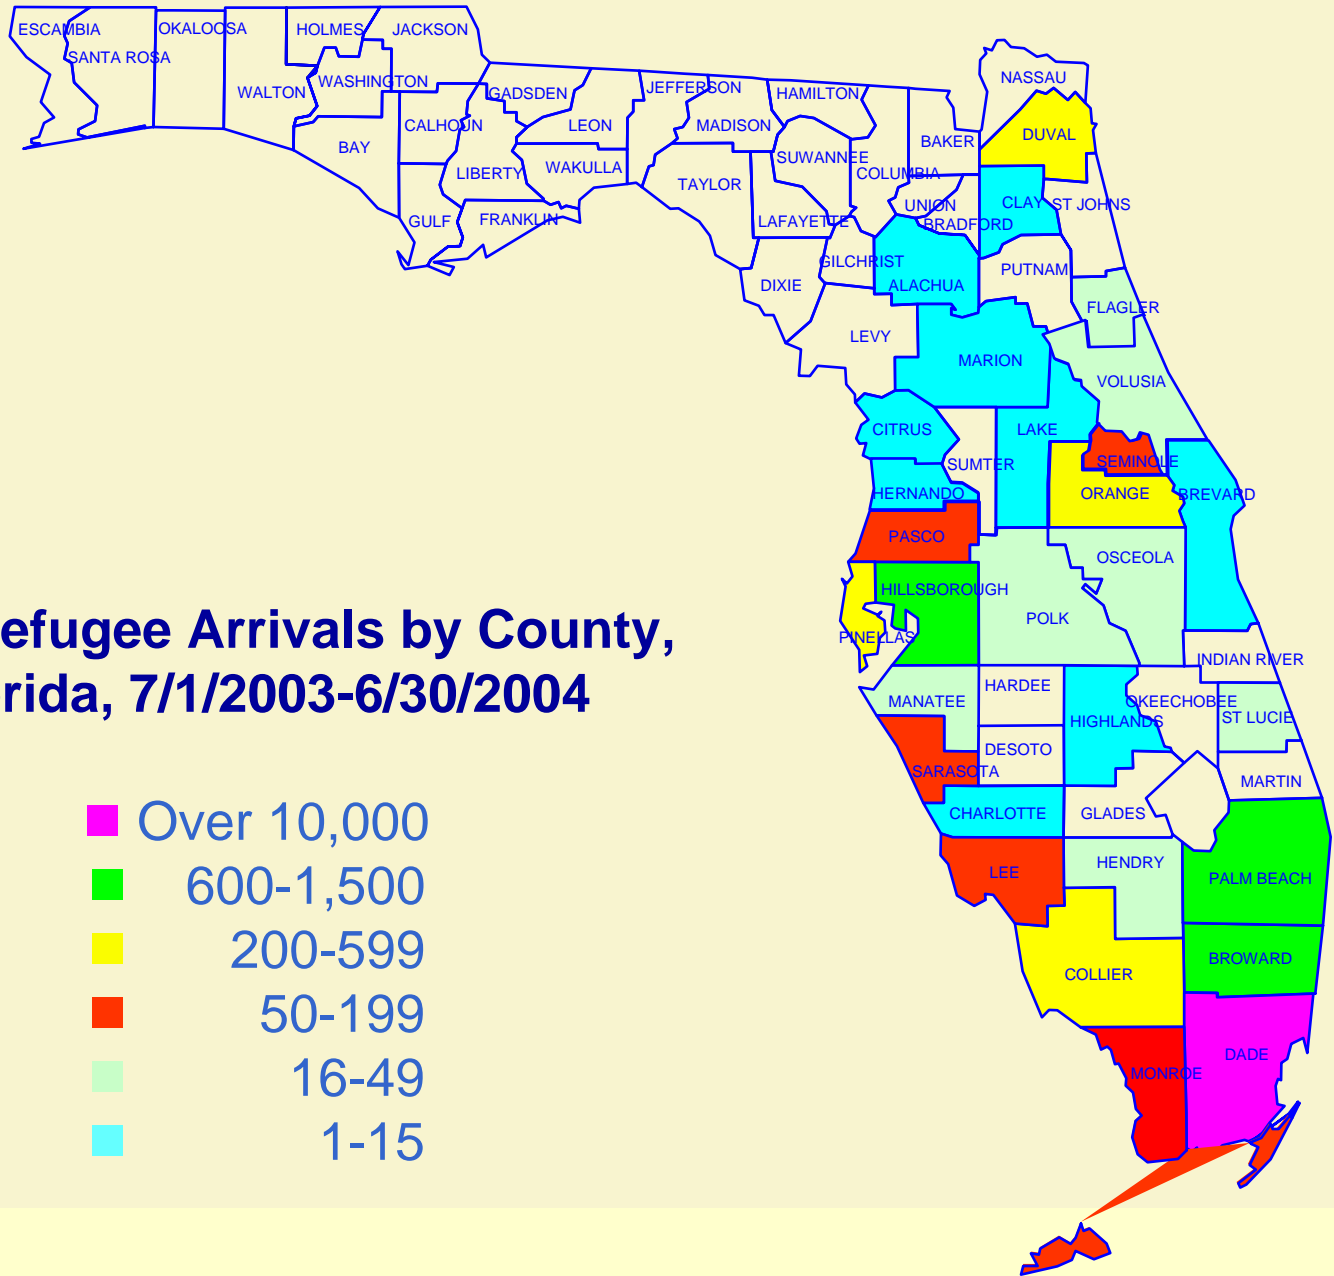 ESCAMBIA
OKALOOSA
HOLMES
JACKSON
SANTA ROSA
WALTON
WASHINGTON
GADSDEN
JEFFERSON
HAMILTON
NASSAU
CALHOUN
LEON
MADISON
BAKER
DUVAL
BAY
LIBERTY
WAKULLA
TAYLOR
SUWANNEE
COLUMBIA
GULF
FRANKLIN
LAFAYETTE
UNION
BRADFORD
CLAY
ST JOHNS
DIXIE
GILCHRIST
ALACHUA
PUTNAM
FLAGLER
LEVY
MARION
VOLUSIA
CITRUS
SUMTER
LAKE
SEMINOLE
HERNANDO
ORANGE
BREVARD
PASCO
OSCEOLA
HILLSBOROUGH
POLK
PINELLAS
INDIAN RIVER
MANATEE
HARDEE
HIGHLANDS
OKEECHOBEE
ST LUCIE
SARASOTA
DESOTO
MARTIN
CHARLOTTE
GLADES
LEE
HENDRY
PALM BEACH
COLLIER
BROWARD
MONROE
DADE
efugee Arrivals by County,
rida, 7/1/2003-6/30/2004
Over 10,000
600-1,500
200-599
50-199
16-49
1-15